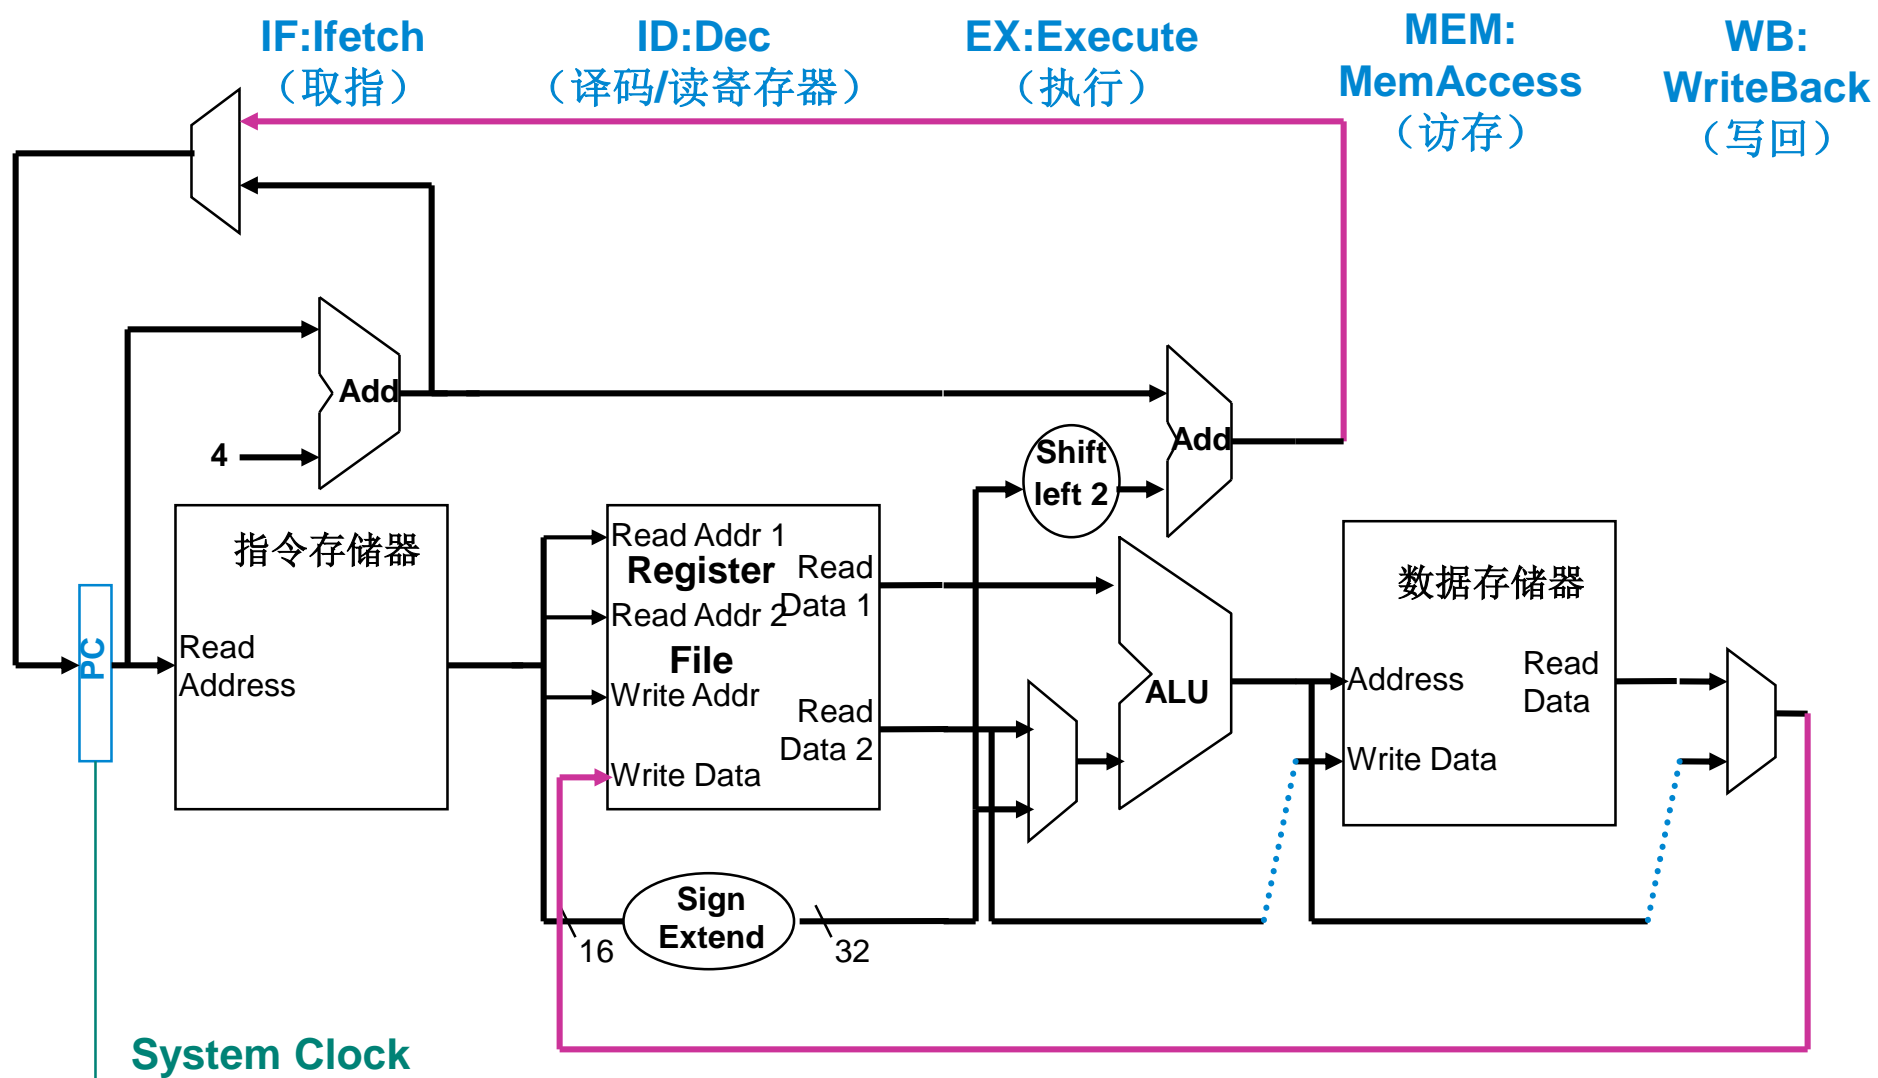 IF:Ifetch
（取指）
ID:Dec
（译码/读寄存器）
EX:Execute
（执行）
MEM:
MemAccess
（访存）
WB:
WriteBack
（写回）
Add
4
Shift
left 2
Add
指令存储器
Read
Address
PC
Read Addr 1
Register
Read Addr 2
File
Write Addr
Write Data
Read
Data 1
Read
Data 2
ALU
数据存储器
Address
Write Data
Read
Data
Sign
Extend
16
32
System Clock